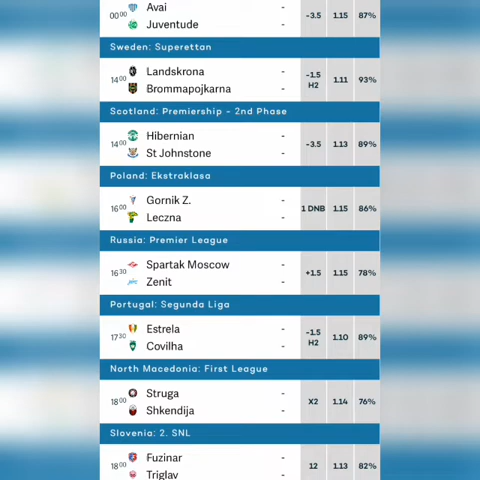 00 00 Avai - -3.5 1.15 87%
Juventude -
Sweden: Superettan
14 00 Landskrona - -1.5 H2 1.11 93%
Brommapojkarna -
Scotland: Premiership - 2nd Phase
14 00 Hibernian - -3.5 1.13 89%
St Johnstone -
Poland: Ekstraklasa
16 00 Gornik Z. - 1 DNB 1.15 86%
Leczna -
Russia: Premier League
16 30 Spartak Moscow - +1.5 1.15 78%
Zenit -
Portugal: Segunda Liga
17 30 Estrela - -1.5 H2 1.10 89%
Covilha -
North Macedonia: First League
18 00 Struga - X2 1.14 76%
Shkendija -
Slovenia: 2. SNL
18 00 Fuzinar - 12 1.13 82%
Triglav -